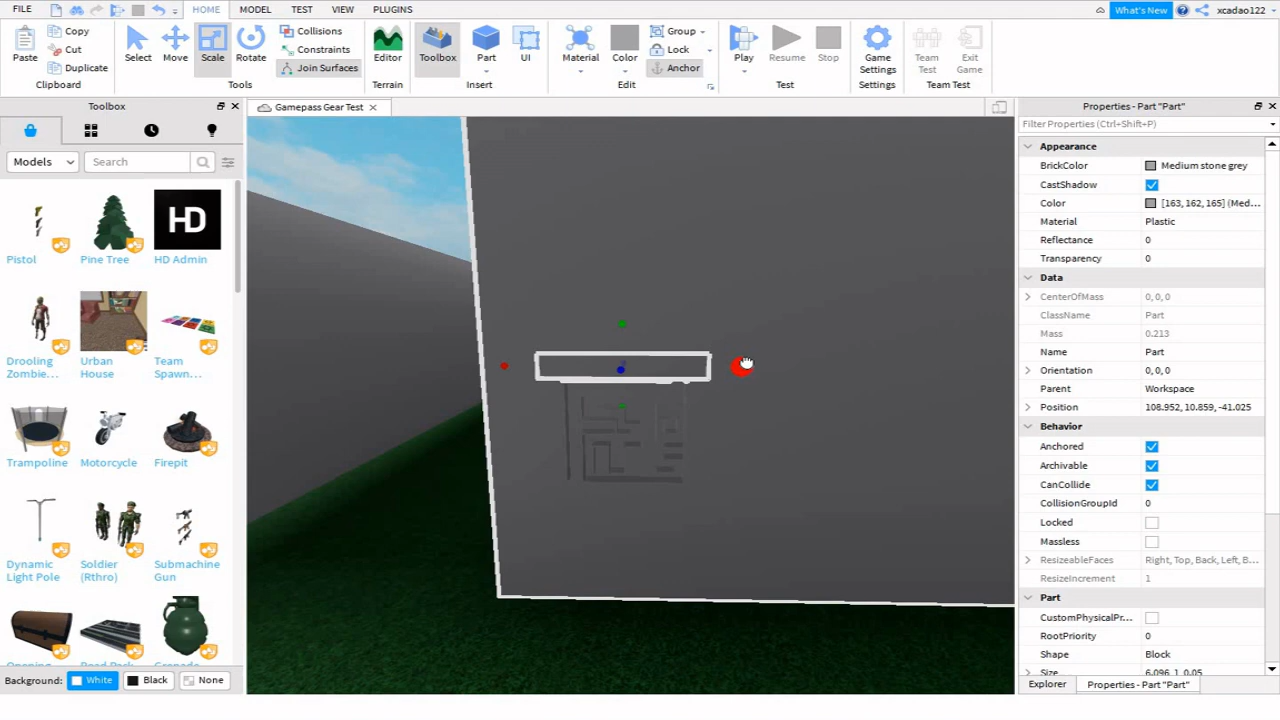 FILE HOME MODEL TEST VIEW PLUGINS What's New xcadao122
Paste Copy Cut Duplicate Select Move Scale Rotate Collisions Constraints Join Surfaces Editor Toolbox Part UI Material Color Group Lock Anchor Play Resume Stop Game Settings Team Test Exit Game
Clipboard Tools Terrain Insert Edit Test Settings Team Test
Toolbox
Models Search
Pistol Pine Tree HD Admin
Drooling Zombie... Urban House Team Spawn...
Trampoline Motorcycle Firepit
Dynamic Light Pole Soldier (Rthro) Submachine Gun
Background: White Black None
Gamepass Gear Test
HD
Properties - Part "Part"
Filter Properties (Ctrl+Shift+P)
Appearance
BrickColor Medium stone grey
CastShadow
Color [163, 162, 165] (Med...
Material Plastic
Reflectance 0
Transparency 0
Data
CenterOfMass 0, 0, 0
ClassName Part
Mass 0.213
Name Part
Orientation 0, 0, 0
Parent Workspace
Position 108.952, 10.859, -41.025
Behavior
Anchored
Archivable
CanCollide
CollisionGroupId 0
Locked
Massless
ResizeableFaces Right, Top, Back, Left, B...
ResizeIncrement 1
Part
CustomPhysicalPr...
RootPriority 0
Shape Block
Size 6.096, 1, 0.05
Explorer Properties - Part "Part"